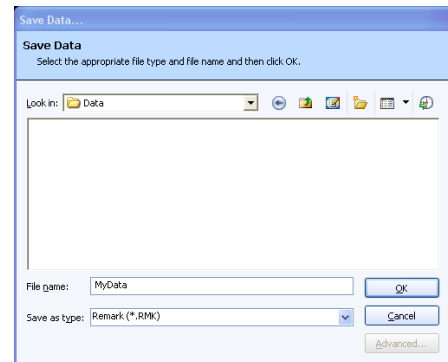 Save Data...
Save Data
Select the appropriate file type and file name and then click OK.
Look in: Data
File name: MyData OK
Save as type: Remark (*.RMK) Cancel
Advanced...